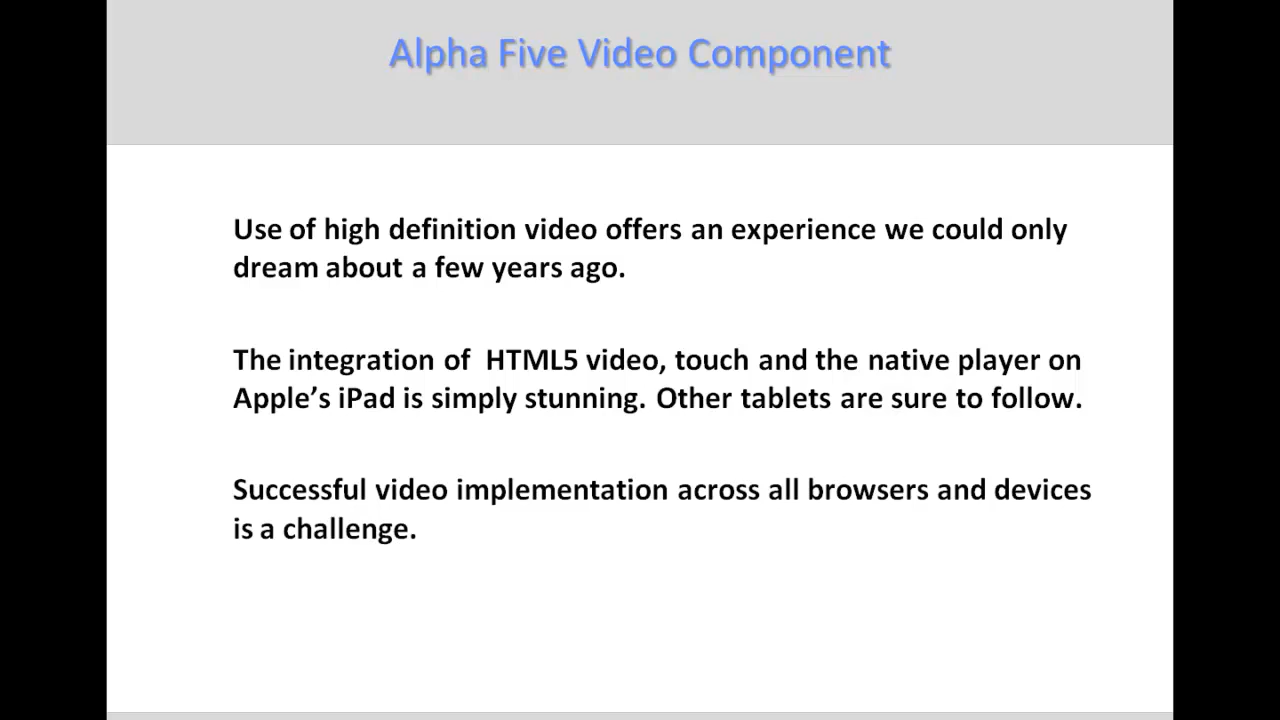 Alpha Five Video Component
Use of high definition video offers an experience we could only
dream about a few years ago.
The integration of  HTML5 video, touch and the native player on
Apple’s iPad is simply stunning. Other tablets are sure to follow.
Successful video implementation across all browsers and devices
is a challenge.